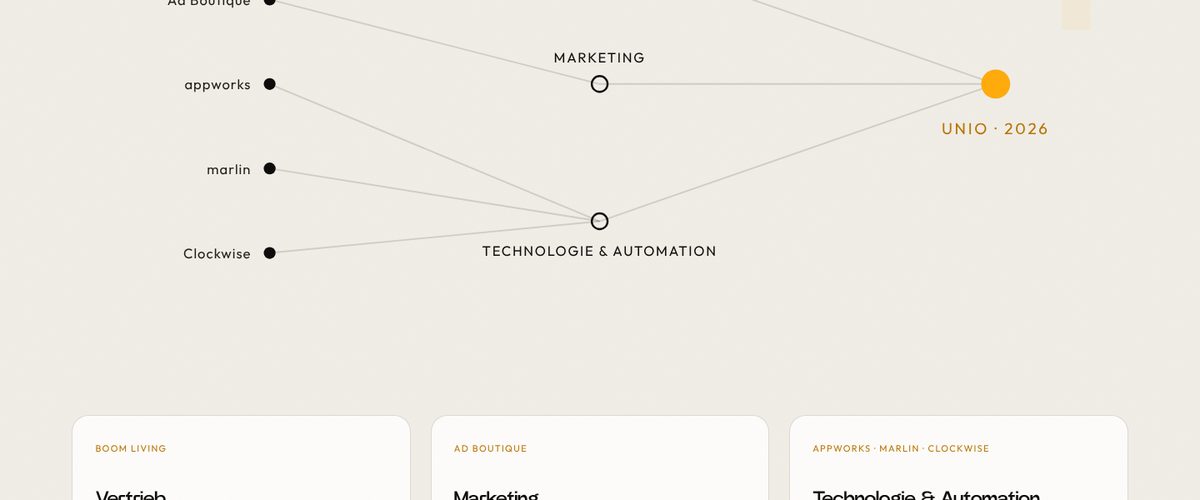 Ad Boutique
MARKETING
appworks
UNIO · 2026
marlin
TECHNOLOGIE & AUTOMATION
Clockwise
BOOM LIVING
AD BOUTIQUE
APPWORKS · MARLIN · CLOCKWISE
Vertrieb
Marketing
Technologie & Automation